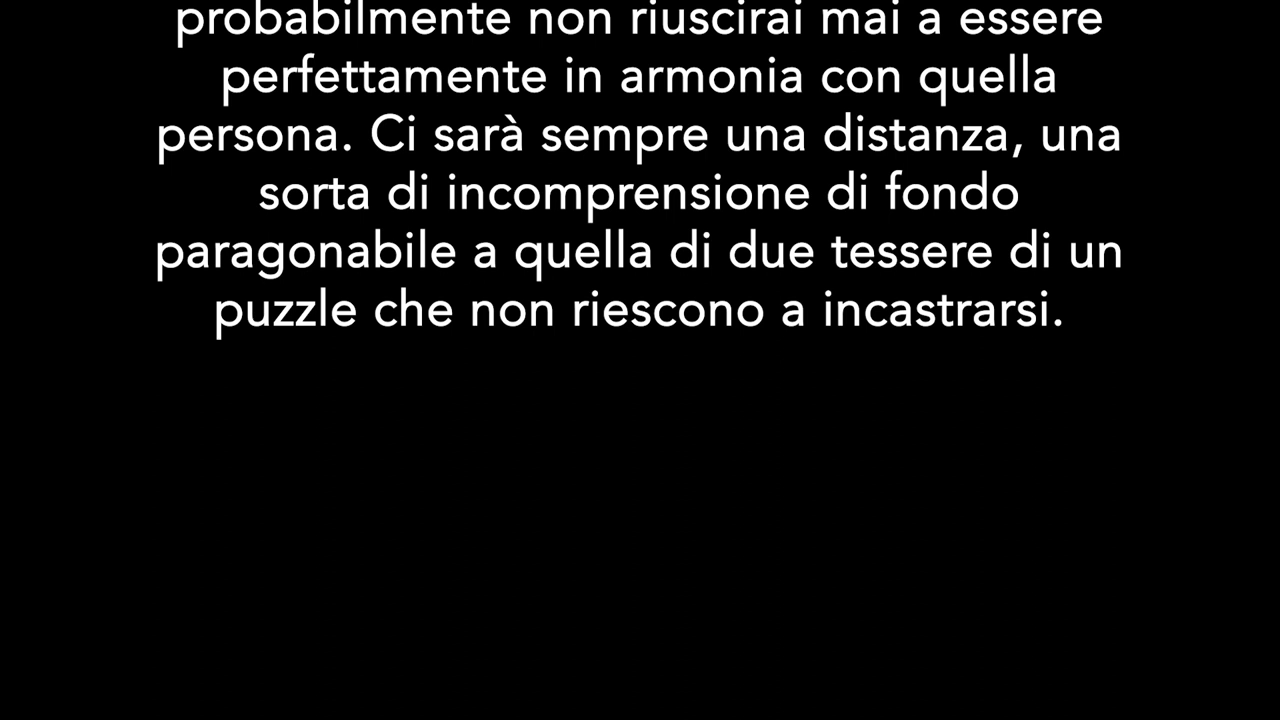 probabilmente non riuscirai mai a essere
perfettamente in armonia con quella
persona. Ci sarà sempre una distanza, una
sorta di incomprensione di fondo
paragonabile a quella di due tessere di un
puzzle che non riescono a incastrarsi.